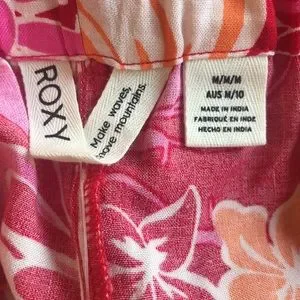 ROXY
Make waves,
move mountains.
M/M/M
AUS M/10
MADE IN INDIA
FABRIQUÉ EN INDE
HECHO EN INDIA